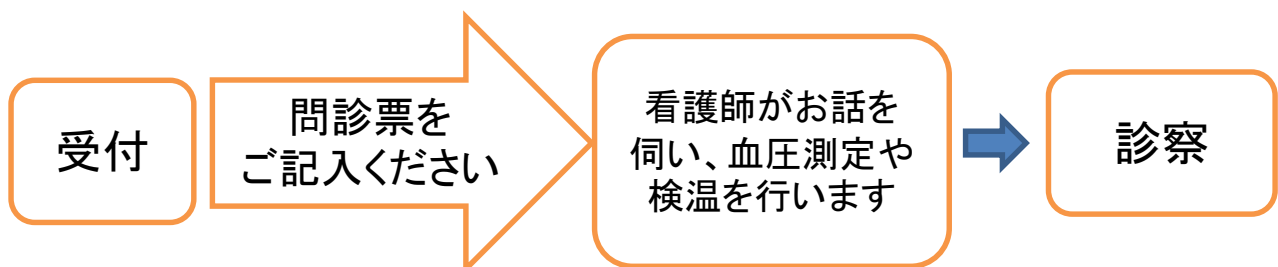 受付
問診票を
ご記入ください
看護師がお話を
伺い、血圧測定や
検温を行います
診察